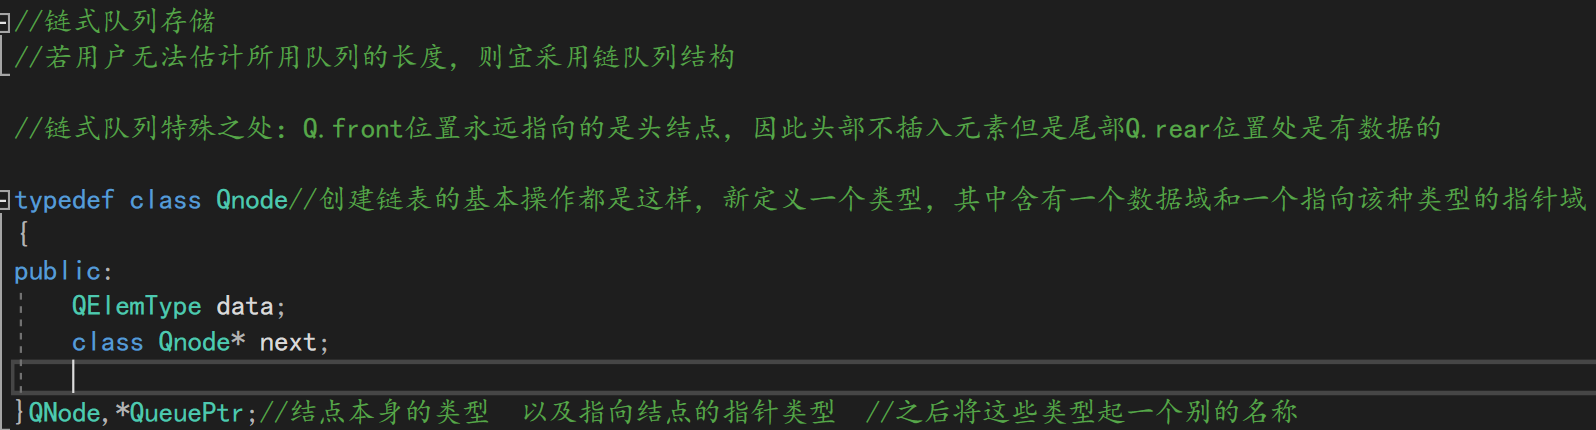 //链式队列存储
//若用户无法估计所用队列的长度，则宜采用链队列结构
//链式队列特殊之处：Q.front位置永远指向的是头结点，因此头部不插入元素但是尾部Q.rear位置处是有数据的
typedef class Qnode//创建链表的基本操作都是这样，新定义一个类型，其中含有一个数据域和一个指向该种类型的指针域
{
public:
QElemType data;
class Qnode* next;
}QNode,*QueuePtr;//结点本身的类型  以及指向结点的指针类型  //之后将这些类型起一个别的名称